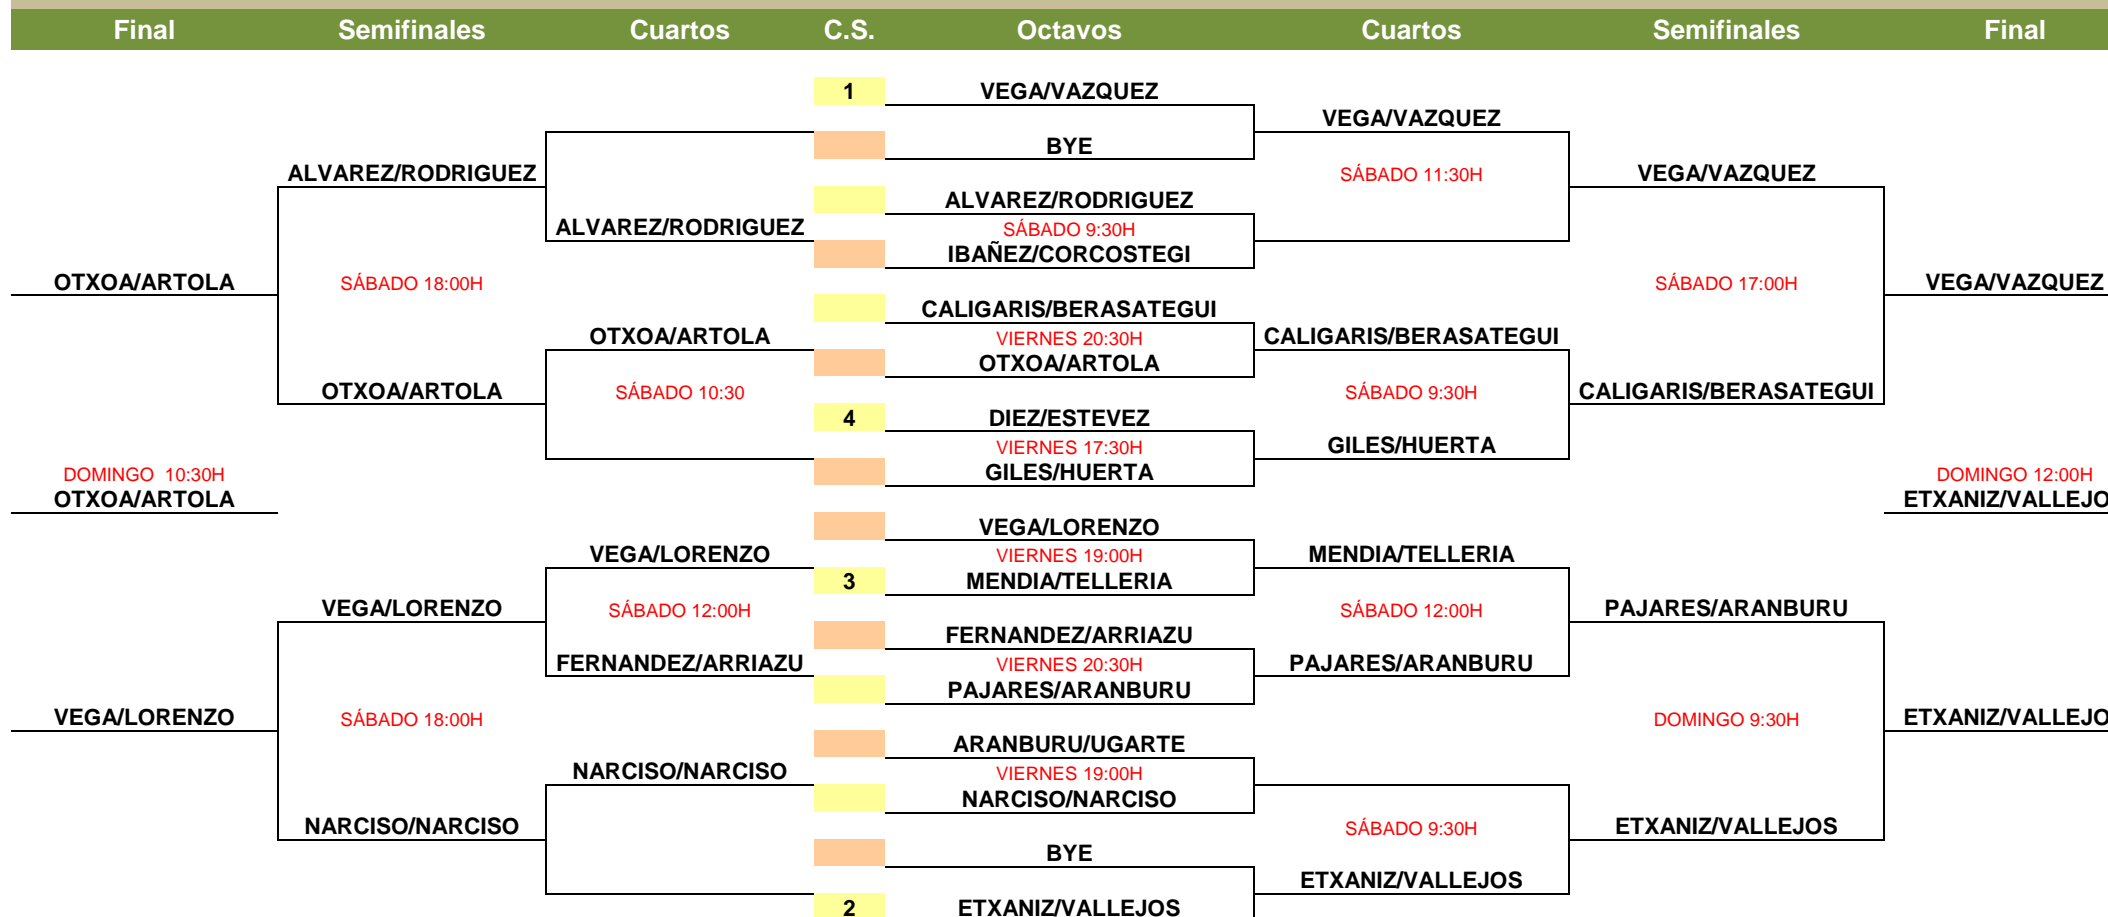 Final Semifinales Cuartos C.S. Octavos Cuartos Semifinales Final
1 VEGA/VAZQUEZ
VEGA/VAZQUEZ
BYE
ALVAREZ/RODRIGUEZ SÁBADO 11:30H VEGA/VAZQUEZ
ALVAREZ/RODRIGUEZ
ALVAREZ/RODRIGUEZ SÁBADO 9:30H
IBAÑEZ/CORCOSTEGI
OTXOA/ARTOLA SÁBADO 18:00H SÁBADO 17:00H VEGA/VAZQUEZ
CALIGARIS/BERASATEGUI
OTXOA/ARTOLA VIERNES 20:30H CALIGARIS/BERASATEGUI
OTXOA/ARTOLA
OTXOA/ARTOLA SÁBADO 10:30 SÁBADO 9:30H CALIGARIS/BERASATEGUI
4 DIEZ/ESTEVEZ
VIERNES 17:30H GILES/HUERTA
DOMINGO 10:30H GILES/HUERTA DOMINGO 12:00H
OTXOA/ARTOLA ETXANIZ/VALLEJO
VEGA/LORENZO
VEGA/LORENZO VIERNES 19:00H MENDIA/TELLERIA
3 MENDIA/TELLERIA
VEGA/LORENZO SÁBADO 12:00H SÁBADO 12:00H PAJARES/ARANBURU
FERNANDEZ/ARRIAZU
FERNANDEZ/ARRIAZU VIERNES 20:30H PAJARES/ARANBURU
PAJARES/ARANBURU
VEGA/LORENZO SÁBADO 18:00H DOMINGO 9:30H ETXANIZ/VALLEJO
ARANBURU/UGARTE
NARCISO/NARCISO VIERNES 19:00H
NARCISO/NARCISO
NARCISO/NARCISO SÁBADO 9:30H ETXANIZ/VALLEJOS
BYE
ETXANIZ/VALLEJOS
2 ETXANIZ/VALLEJOS